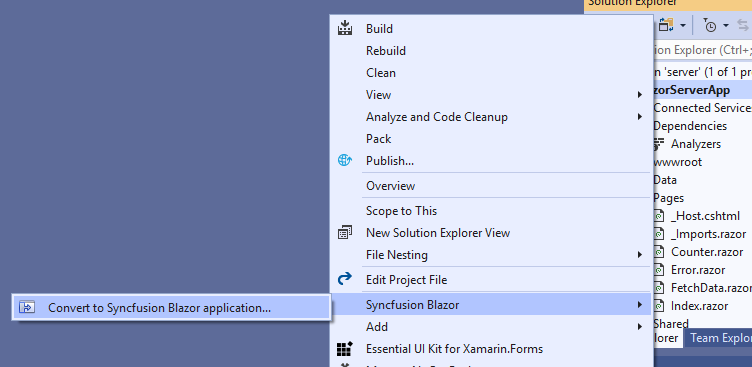 Solution Explorer
Build
Rebuild
Clean
View
Analyze and Code Cleanup
Pack
Publish...
Overview
Scope to This
New Solution Explorer View
File Nesting
Edit Project File
Syncfusion Blazor
Add
Essential UI Kit for Xamarin.Forms
Convert to Syncfusion Blazor application...
ion Explorer (Ctrl+;
n 'server' (1 of 1 pr
zorServerApp
Connected Service
Dependencies
Analyzers
wwwroot
Data
Pages
_Host.cshtml
_Imports.razor
Counter.razor
Error.razor
FetchData.razor
Index.razor
Shared
lorer Team Explo